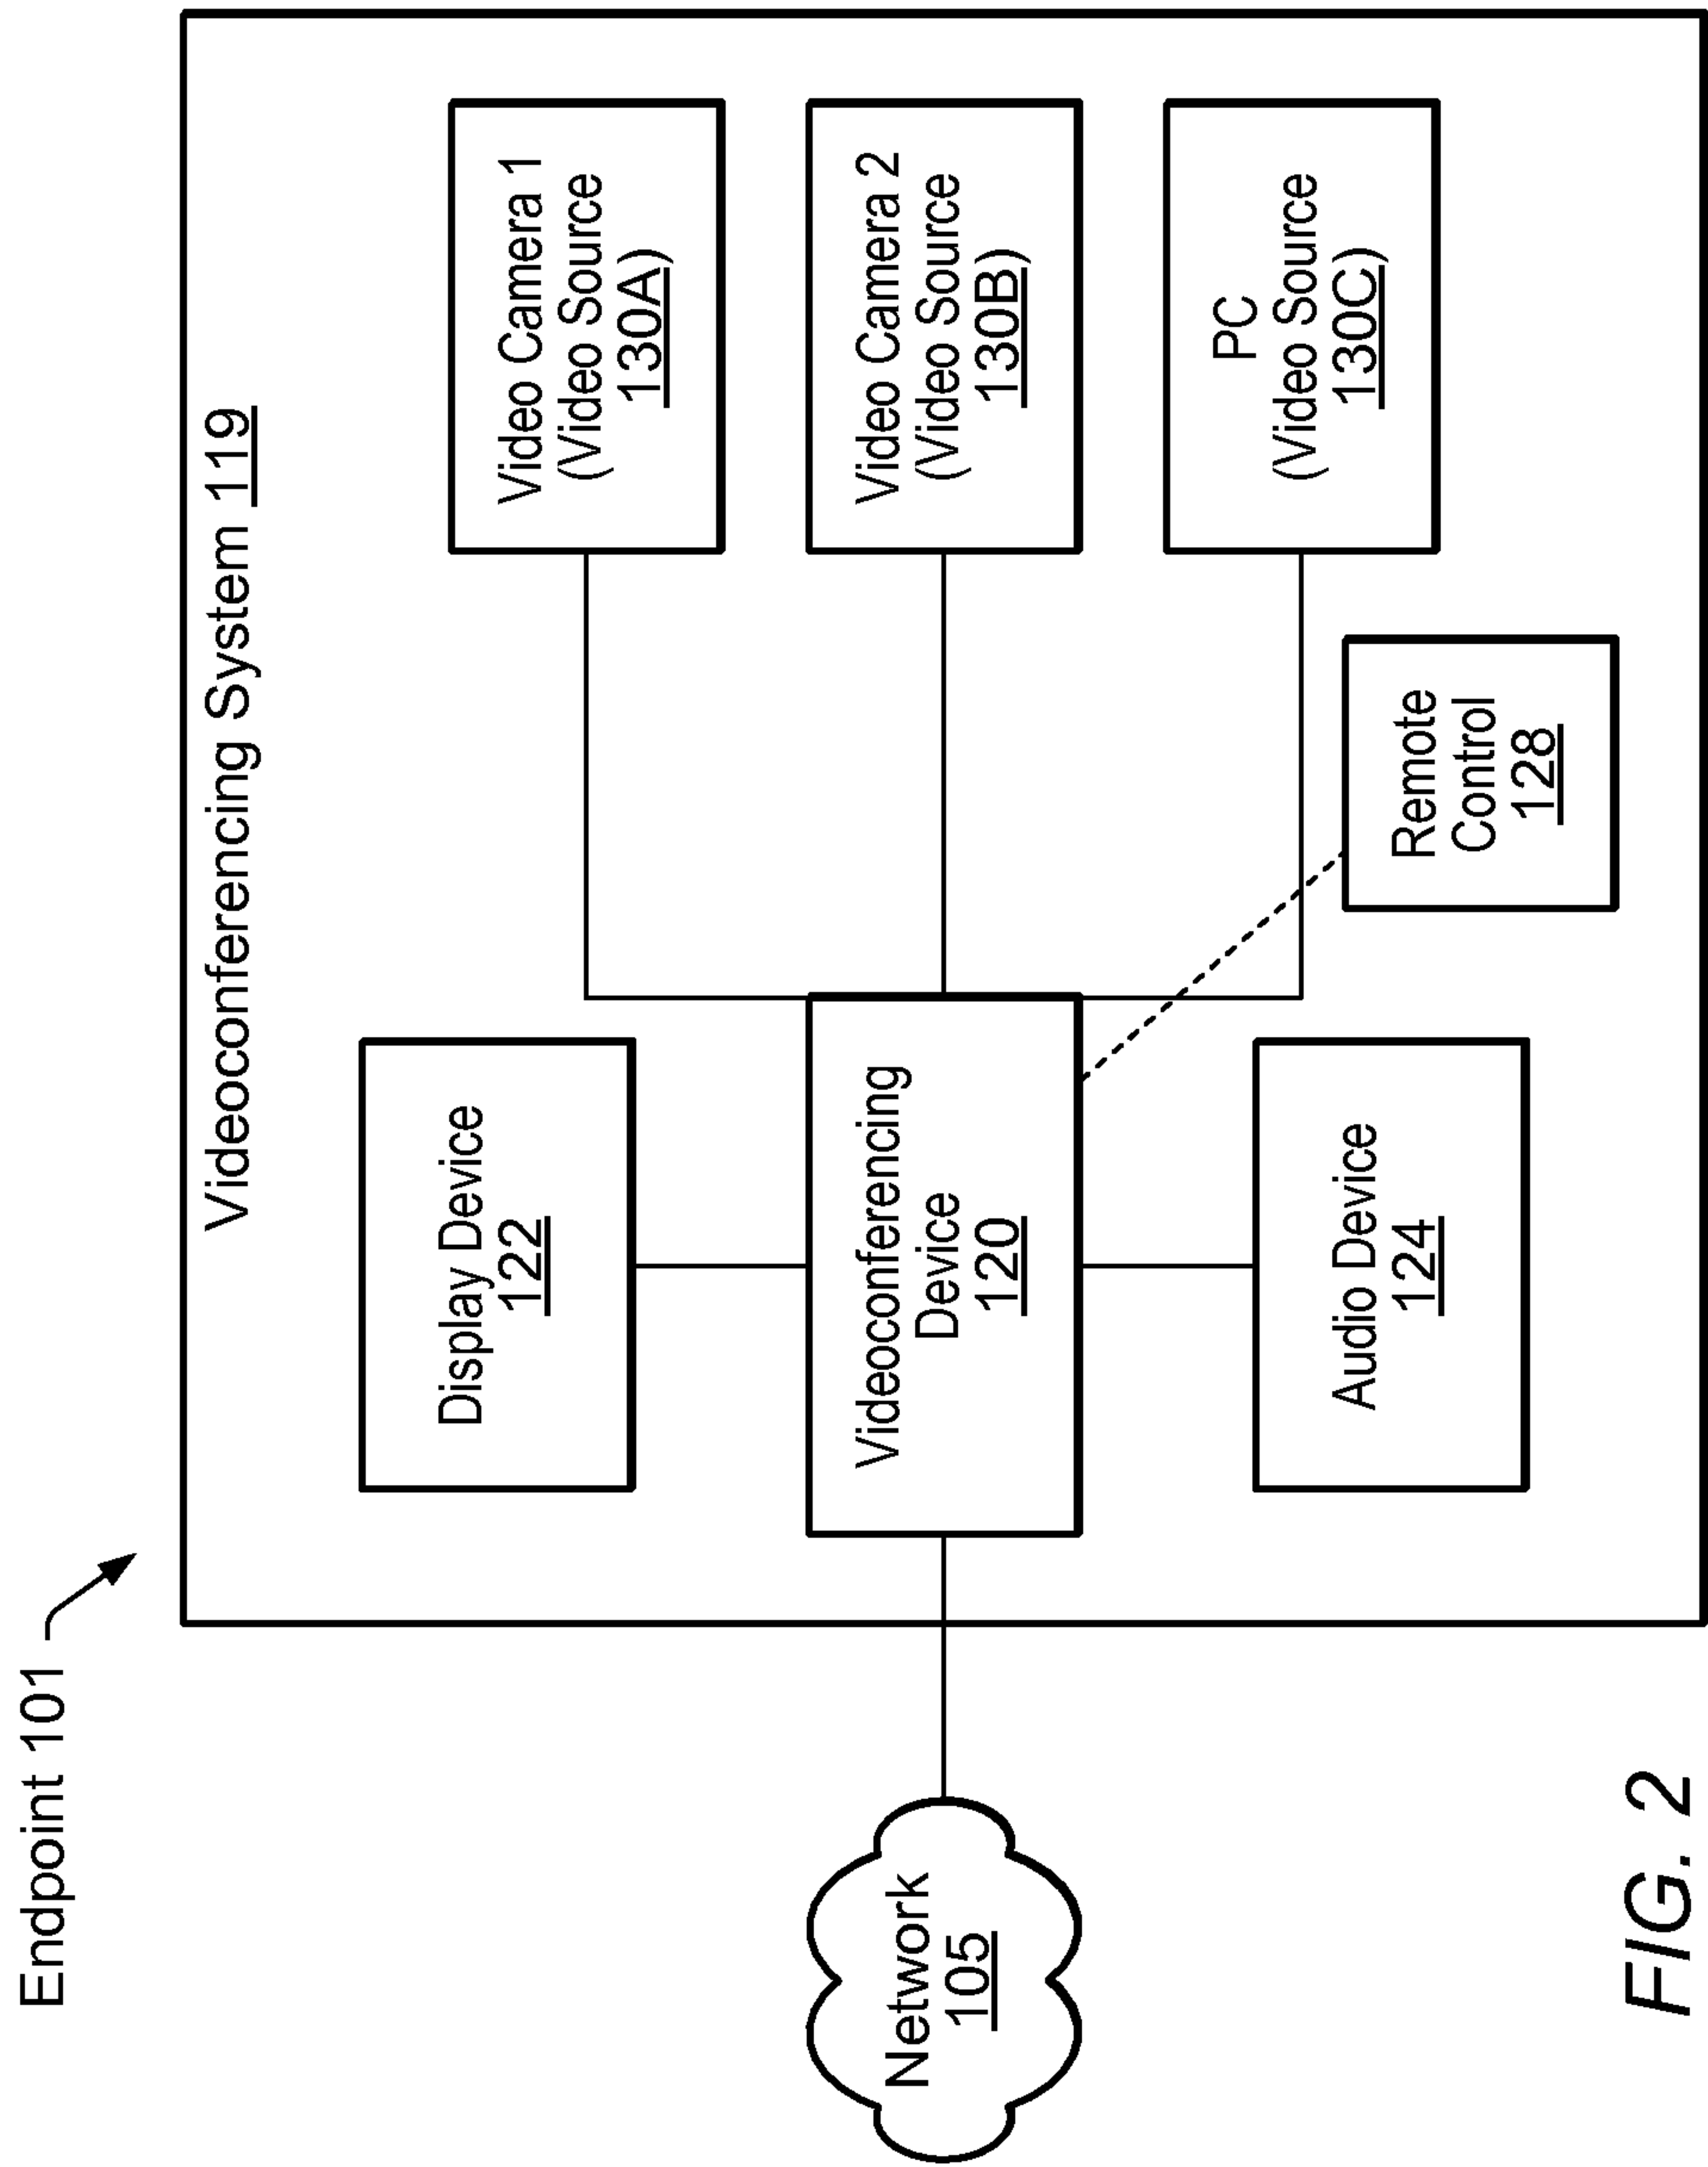 Endpoint 101
Videoconferencing System 119
Display Device
122
Video Camera 1
(Video Source
130A)
Network
105
Videoconferencing
Device
120
Video Camera 2
(Video Source
130B)
PC
(Video Source
130C)
Audio Device
124
Remote
Control
128
FIG. 2